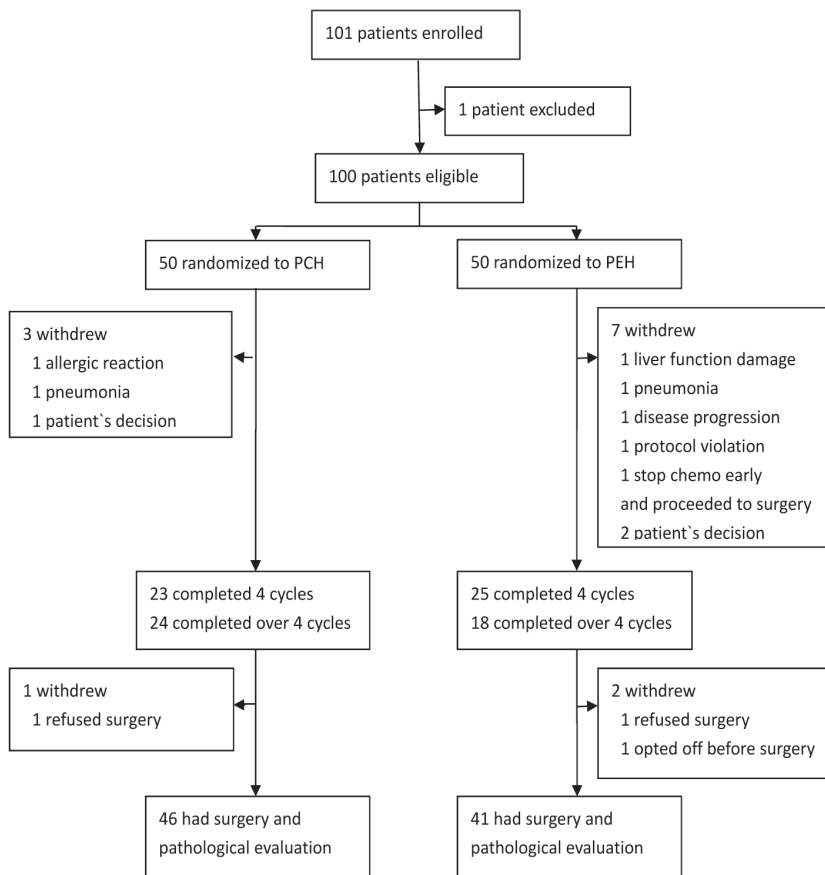 101 patients enrolled
1 patient excluded
100 patients eligible
50 randomized to PCH
50 randomized to PEH
3 withdrew
1 allergic reaction
1 pneumonia
1 patient`s decision
7 withdrew
1 liver function damage
1 pneumonia
1 disease progression
1 protocol violation
1 stop chemo early
and proceeded to surgery
2 patient`s decision
23 completed 4 cycles
24 completed over 4 cycles
25 completed 4 cycles
18 completed over 4 cycles
1 withdrew
1 refused surgery
2 withdrew
1 refused surgery
1 opted off before surgery
46 had surgery and
pathological evaluation
41 had surgery and
pathological evaluation